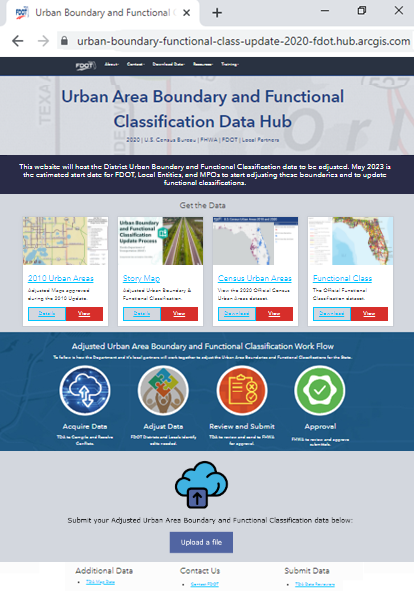 Urban Boundary and Functional C
urban-boundary-functional-class-update-2020-fdot.hub.arcgis.com
FDOT
About
Contact
Download Data
Resources
Training
Urban Area Boundary and Functional
Classification Data Hub
2020 | U.S. Census Bureau | FHWA | FDOT | Local Partners
This website will host the District Urban Boundary and Functional Classification data to be adjusted. May 2023 is
the estimated start date for FDOT, Local Entities, and MPOs to start adjusting these boundaries and to update
functional classifications.
Get the Data
Urban Boundary
and Functional
Classification
Update Process
2010 Urban Areas
Adjusted Maps approved
during the 2010 Update.
Details
View
Story Map
Adjusted Urban Boundary &
Functional Classification.
Details
View
Census Urban Areas
View the 2020 Official Census
Urban Areas dataset
Download
View
Functional Class
The Official Functional
Classification dataset
Download
View
Adjusted Urban Area Boundary and Functional Classification Work Flow
To follow is how the Department and it's local partners will work together to adjust the Urban Area Boundaries and Functional Classifications for the State.
Acquire Data
TDA to Compile and Resolve
Conflicts.
Adjust Data
FDOT Districts and Locals identify
edits needed.
Review and Submit
TDA to review and send to FHWA
for approval.
Approval
FHWA to review and approve
submittals.
Submit your Adjusted Urban Area Boundary and Functional Classification data below:
Upload a file
Additional Data
Contact Us
Contact FDOT
Submit Data